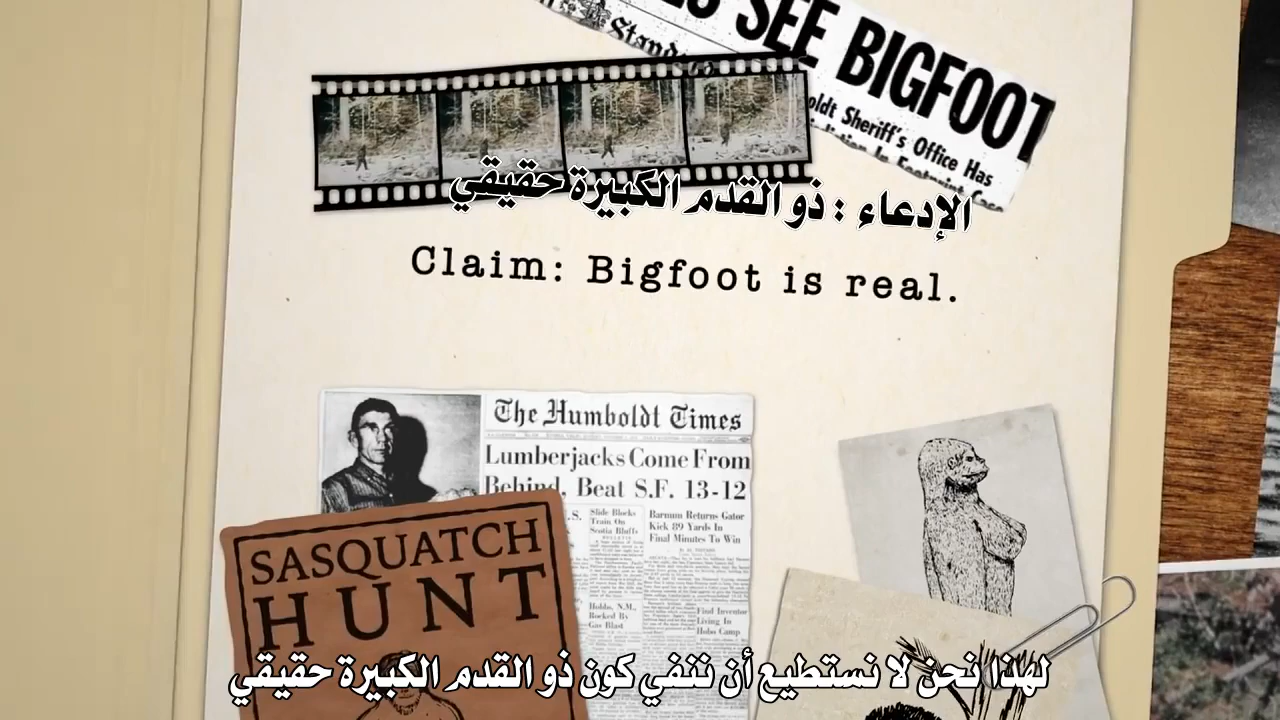 SEE BIGFOOT
Standard
oldt Sheriff's Office Has
الإدعاء : ذو القدم الكبيرة حقيقي
Claim: Bigfoot is real.
The Humboldt Times
Lumberjacks Come From
Behind, Beat S.F. 13-12
Slide Blocks
Train On
Scotia Bluffs
Barnum Returns Gator
Kick 89 Yards In
Final Minutes To Win
Hobbs, N.M.,
Rocked By
Gas Blast
Find Inventor
Living In
Hobo Camp
SASQUATCH
HUNT
لهذا نحن لا نستطيع أن ننفي كون ذو القدم الكبيرة حقيقي